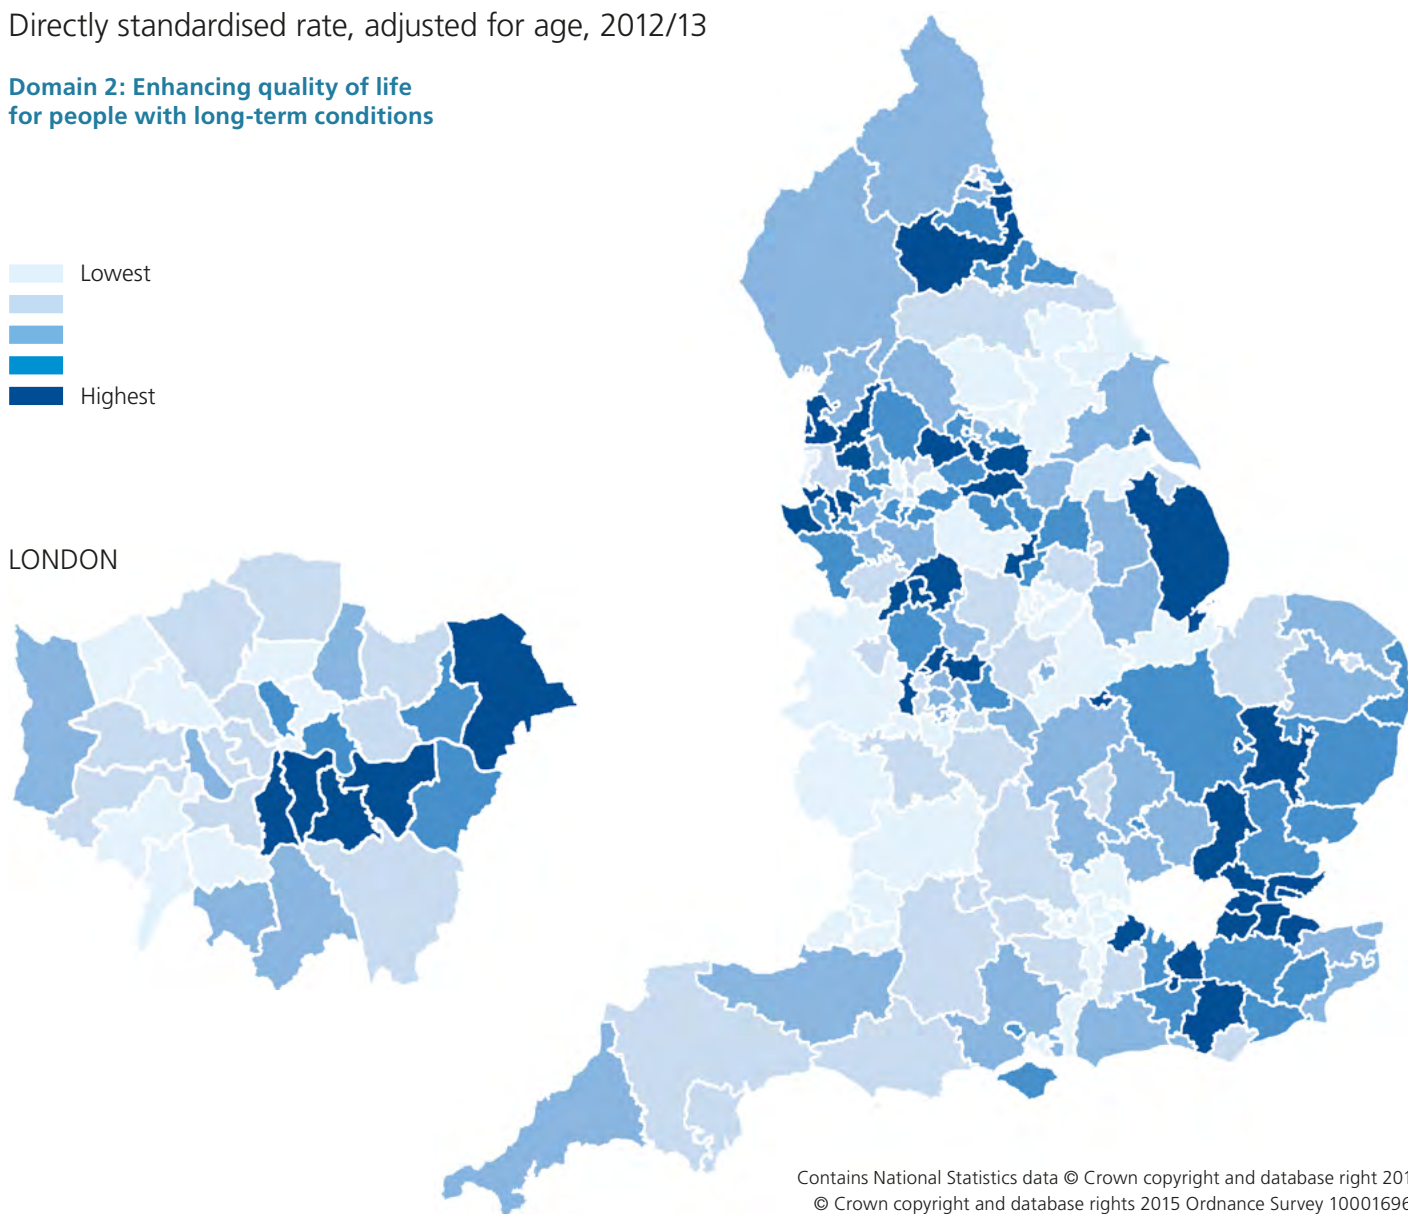 Directly standardised rate, adjusted for age, 2012/13
Domain 2: Enhancing quality of life
for people with long-term conditions
Lowest
Highest
LONDON
Contains National Statistics data © Crown copyright and database right 201
© Crown copyright and database rights 2015 Ordnance Survey 10001696